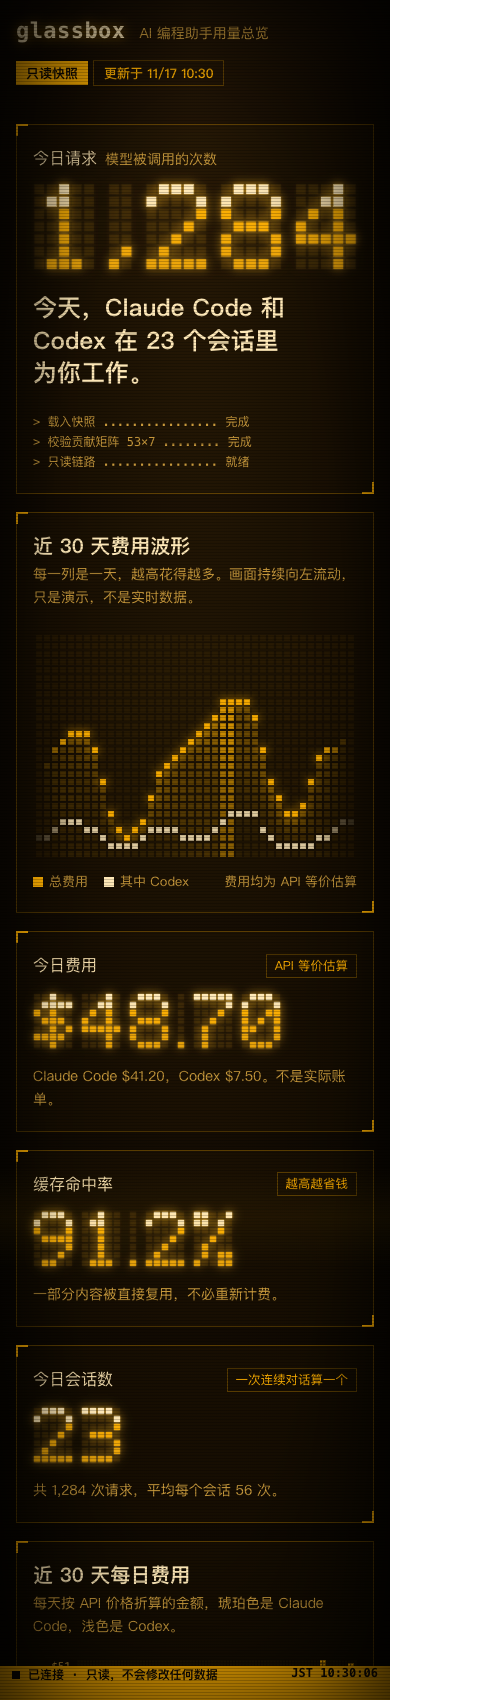 glassbox AI 编程助手用量总览
只读快照 更新于 11/17 10:30
今日请求 模型被调用的次数
1,284
今天，Claude Code 和
Codex 在 23 个会话里
为你工作。
> 载入快照 ................ 完成
> 校验贡献矩阵 53×7 ........ 完成
> 只读链路 ................ 就绪
近 30 天费用波形
每一列是一天，越高花得越多。画面持续向左流动，
只是演示，不是实时数据。
总费用 其中 Codex 费用均为 API 等价估算
今日费用 API 等价估算
$48.70
Claude Code $41.20，Codex $7.50。不是实际账
单。
缓存命中率 越高越省钱
91.2%
一部分内容被直接复用，不必重新计费。
今日会话数 一次连续对话算一个
23
共 1,284 次请求，平均每个会话 56 次。
近 30 天每日费用
每天按 API 价格折算的金额，琥珀色是 Claude
Code，浅色是 Codex。
已连接 · 只读，不会修改任何数据 JST 10:30:06